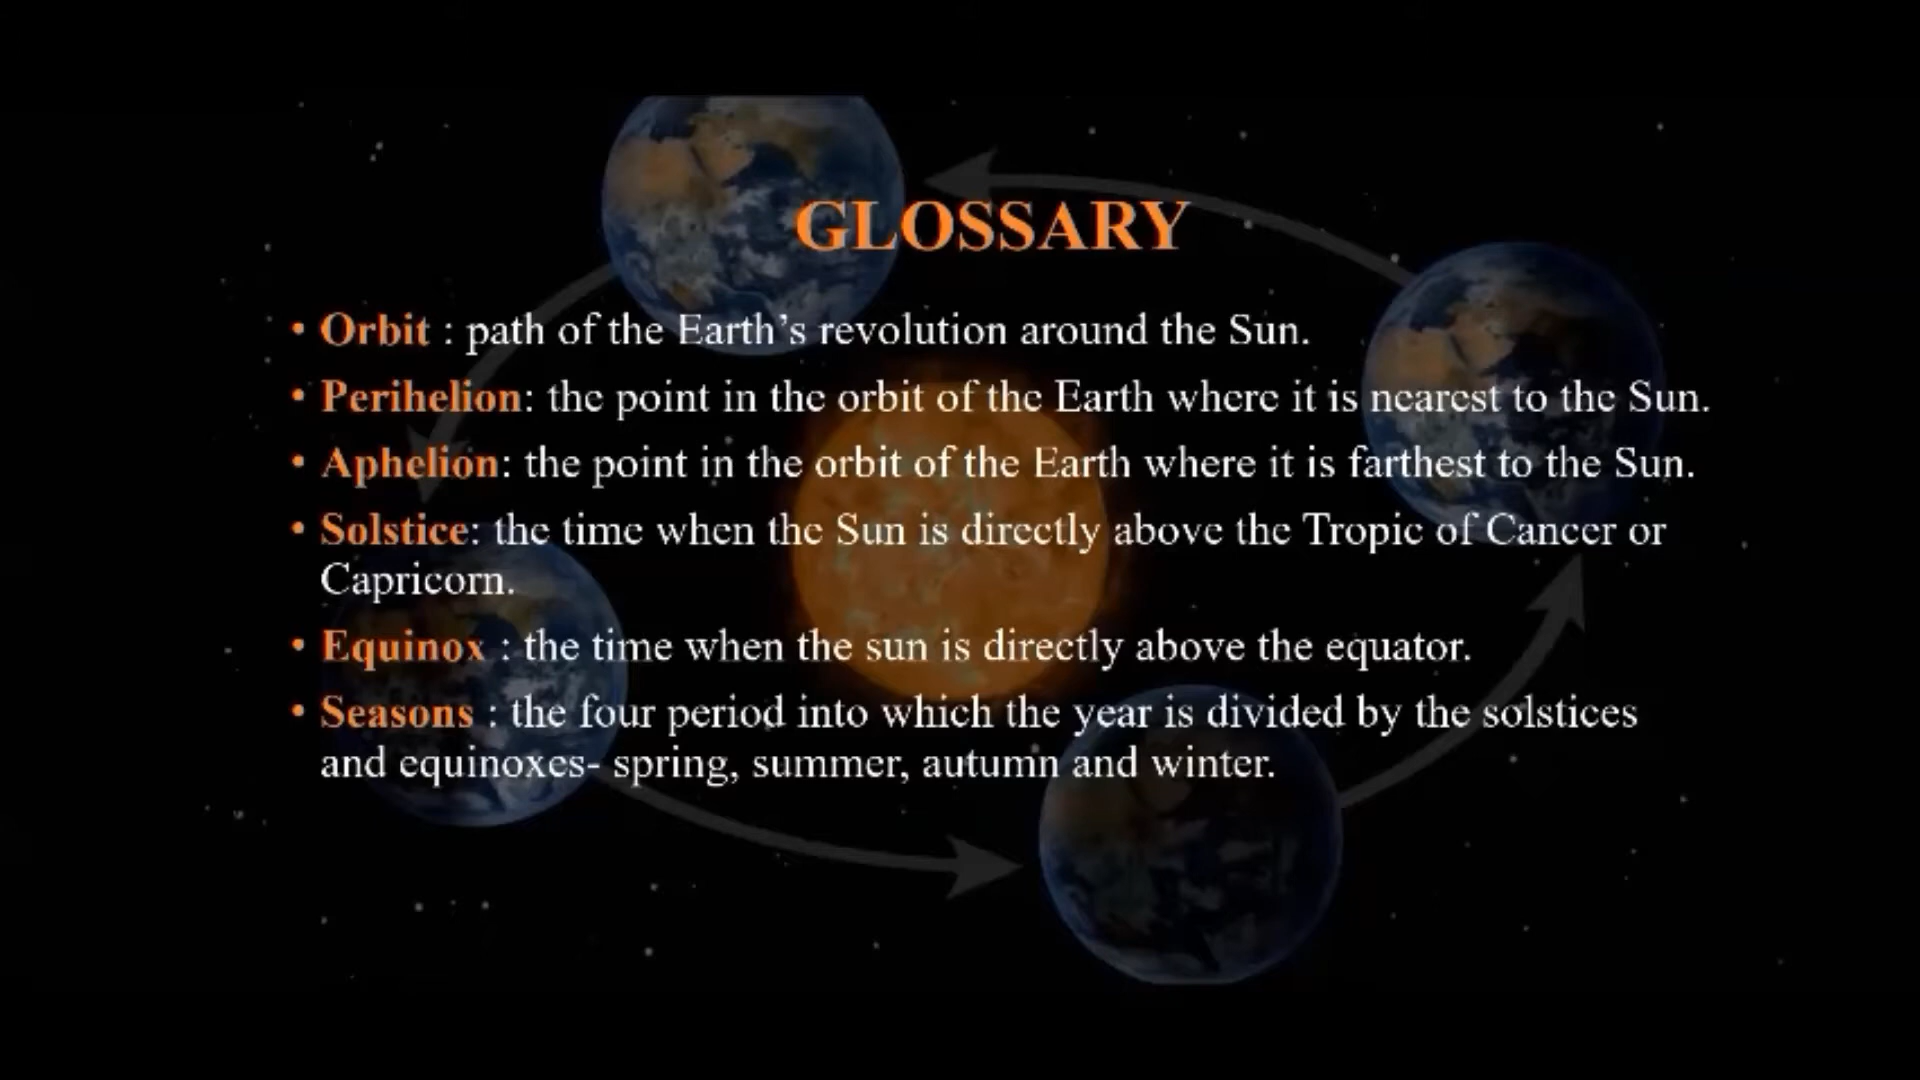 GLOSSARY
• Orbit : path of the Earth’s revolution around the Sun.
• Perihelion: the point in the orbit of the Earth where it is nearest to the Sun.
• Aphelion: the point in the orbit of the Earth where it is farthest to the Sun.
• Solstice: the time when the Sun is directly above the Tropic of Cancer or
Capricorn.
• Equinox : the time when the sun is directly above the equator.
• Seasons : the four period into which the year is divided by the solstices
and equinoxes- spring, summer, autumn and winter.